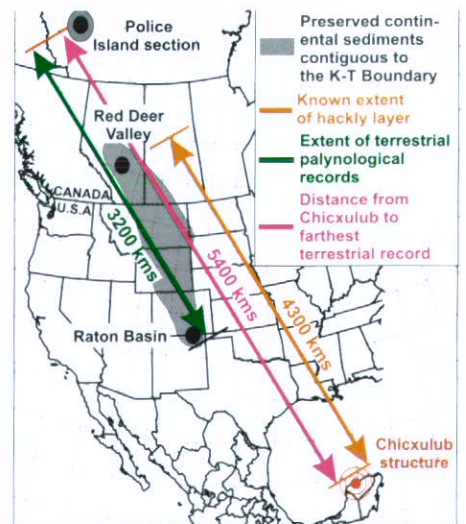 Police
Island section
Preserved contin-
ental sediments
contiguous to
the K-T Boundary
Known extent
of hackly layer
Extent of terrestrial
palynological
records
Distance from
Chicxulub to
farthest
terrestrial record
Red Deer
Valley
CANADA
U.S.A
3200 kms
5400 kms
4300 kms
Raton Basin
Chicxulub
structure